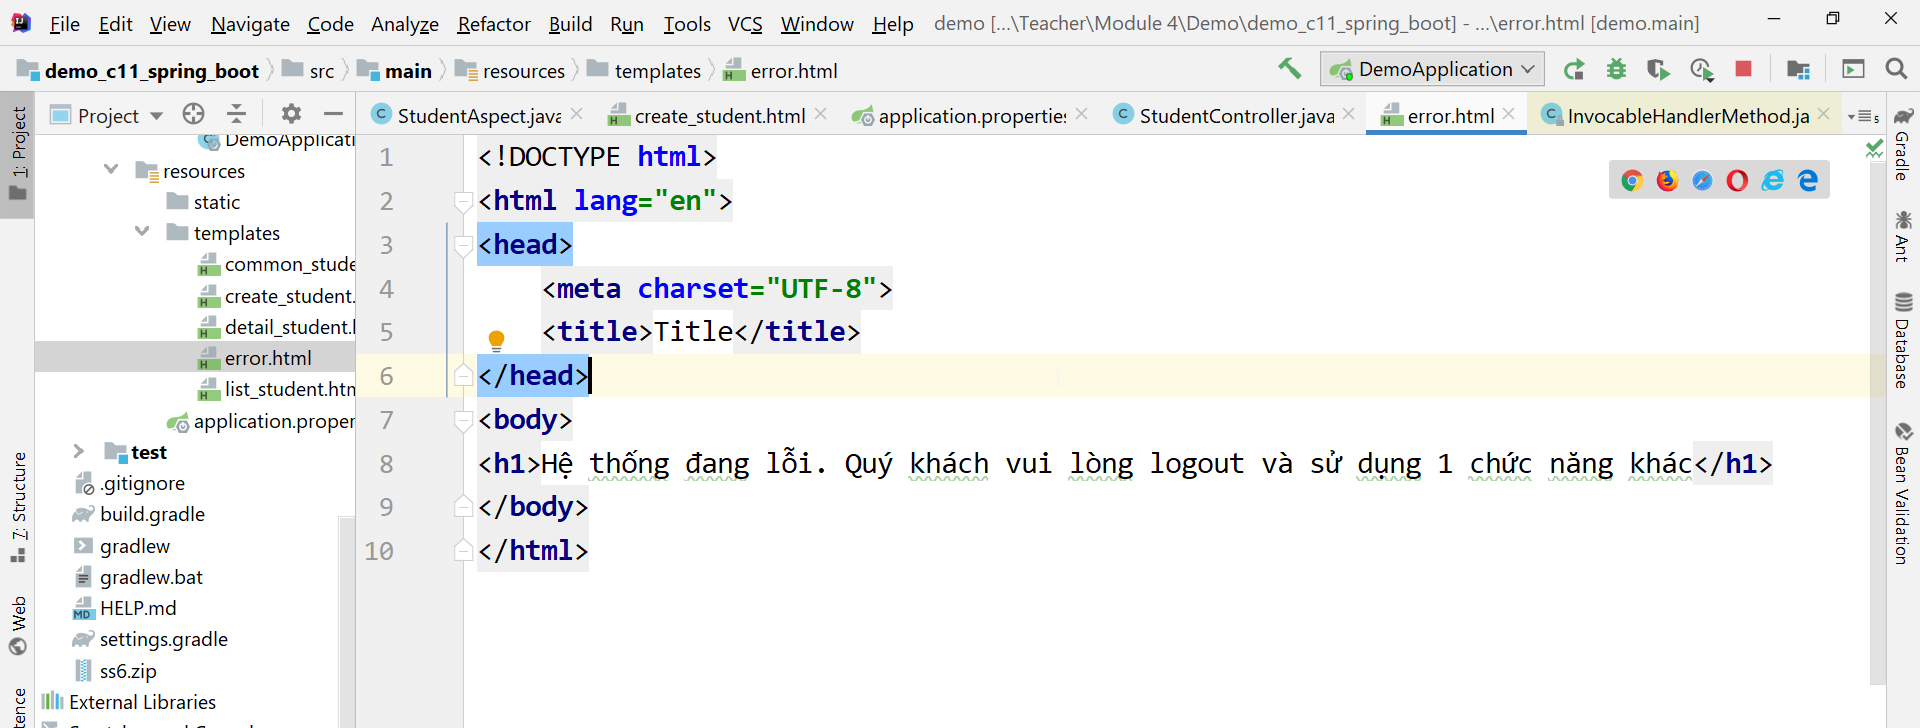 File Edit View Navigate Code Analyze Refactor Build Run Tools VCS Window Help demo [...\Teacher\Module 4\Demo\demo_c11_spring_boot] - ...\error.html [demo.main]
demo_c11_spring_boot src main resources templates error.html DemoApplication
Project StudentAspect.java create_student.html application.properties StudentController.java error.html InvocableHandlerMethod.ja 5
1: Project
7: Structure
Web
tence
DemoApplicati
resources
static
templates
common_stude
create_student.
detail_student.h
error.html
list_student.htm
application.proper
test
.gitignore
build.gradle
gradlew
gradlew.bat
HELP.md
settings.gradle
ss6.zip
External Libraries
1 <!DOCTYPE html>
2 <html lang="en">
3 <head>
4 <meta charset="UTF-8">
5 <title>Title</title>
6 </head>
7 <body>
8 <h1>Hệ thống đang lỗi. Quý khách vui lòng logout và sử dụng 1 chức năng khác</h1>
9 </body>
10 </html>
Gradle
Ant
Database
Bean Validation